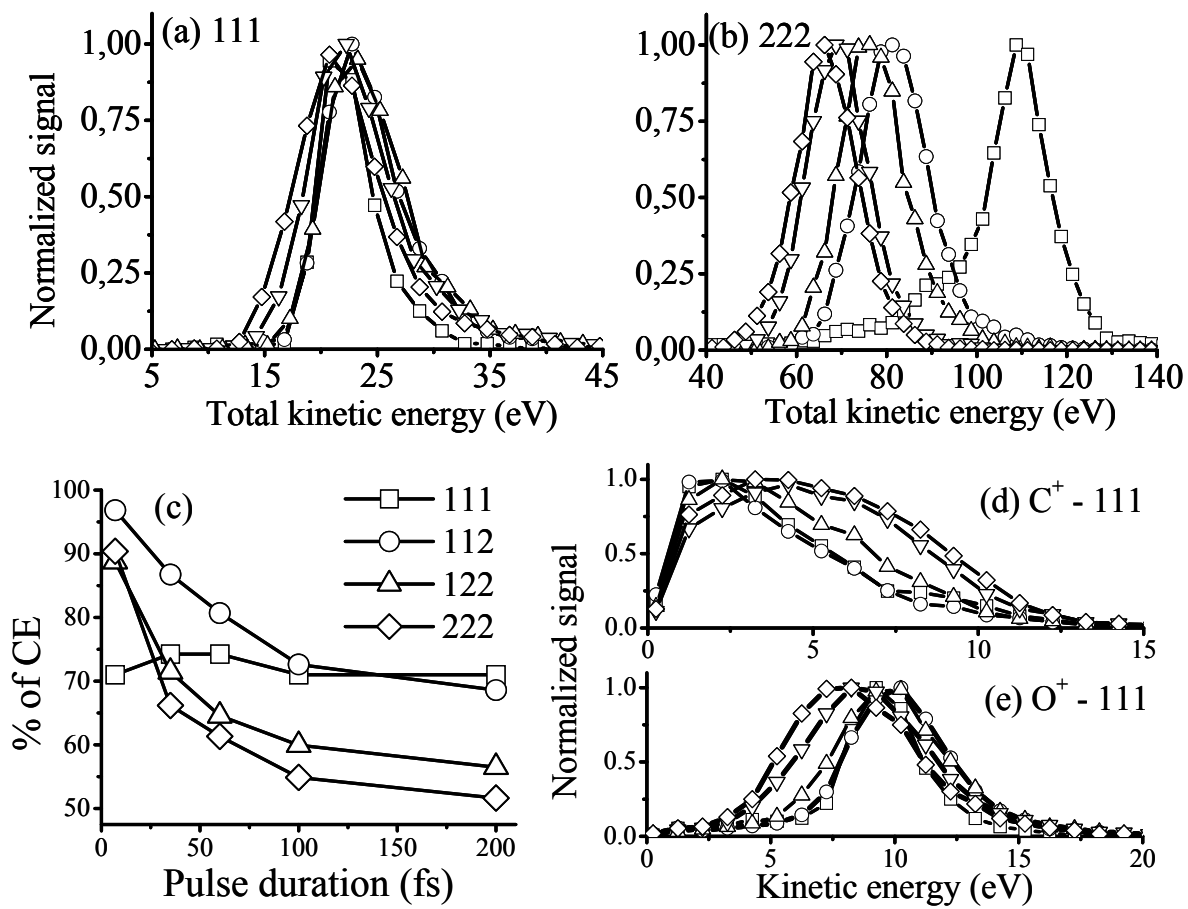 (a) 111
1,00
0,75
0,50
0,25
0,00
5 15 25 35 45
Normalized signal
Total kinetic energy (eV)
(b) 222
1,00
0,75
0,50
0,25
0,00
40 60 80 100 120 140
Total kinetic energy (eV)
(c)
100
90
80
70
60
50
0 50 100 150 200
% of CE
Pulse duration (fs)
111
112
122
222
(d) C+ - 111
1.0
0.5
0.0
0 5 10 15
Normalized signal
(e) O+ - 111
1.0
0.5
0.0
0 5 10 15 20
Kinetic energy (eV)